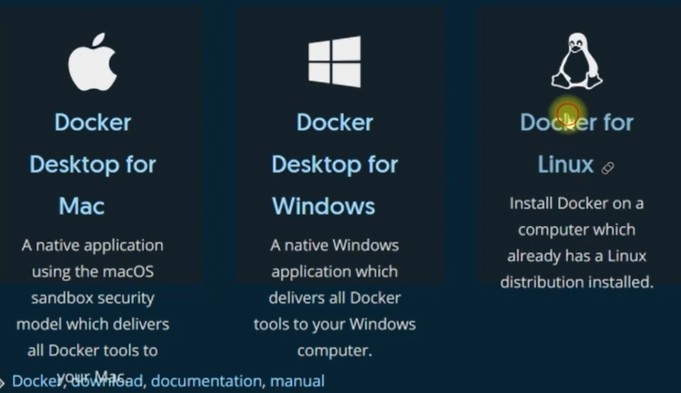 Docker
Desktop for
Mac
A native application
using the macOS
sandbox security
model which delivers
all Docker tools to
your Mac.
Docker
Desktop for
Windows
A native Windows
application which
delivers all Docker
tools to your Windows
computer.
Docker for
Linux
Install Docker on a
computer which
already has a Linux
distribution installed.
Docker, download, documentation, manual